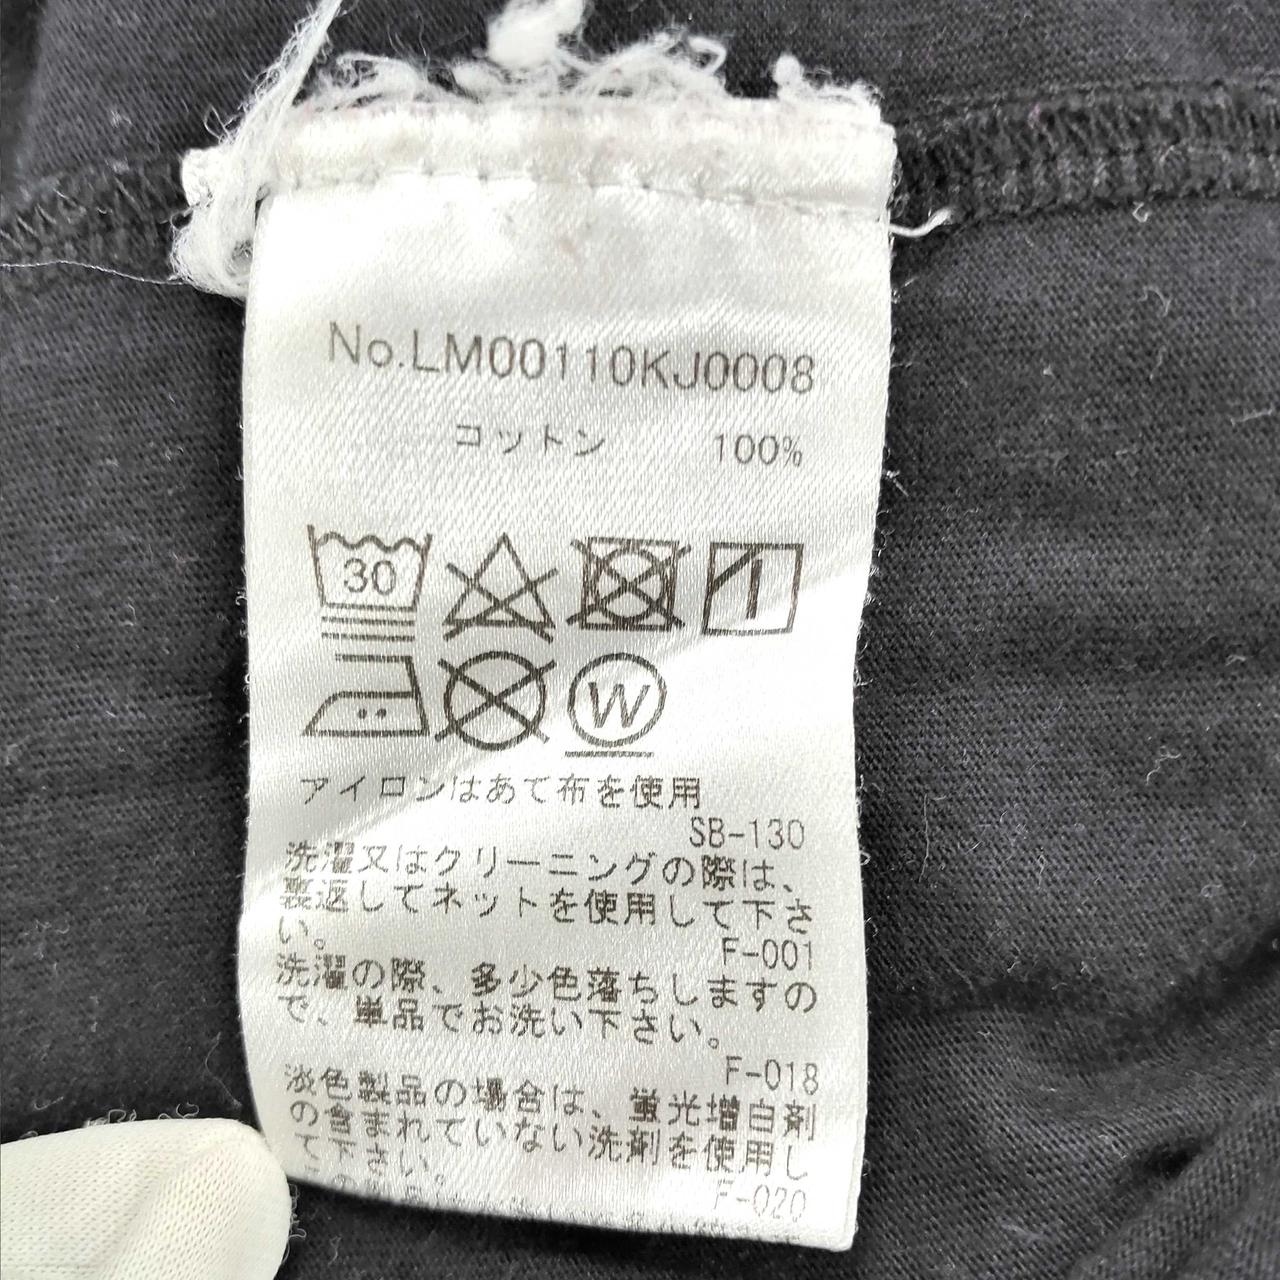 No.LM00110KJ0008
コットン 100%
30
W
アイロンはあて布を使用
SB-130
洗濯又はクリーニングの際は、
裏返してネットを使用して下さ
い。
F-001
洗濯の際、多少色落ちしますの
で、単品でお洗い下さい。
F-018
淡色製品の場合は、蛍光増白剤
の含まれていない洗剤を使用し
て下さい。
F-020